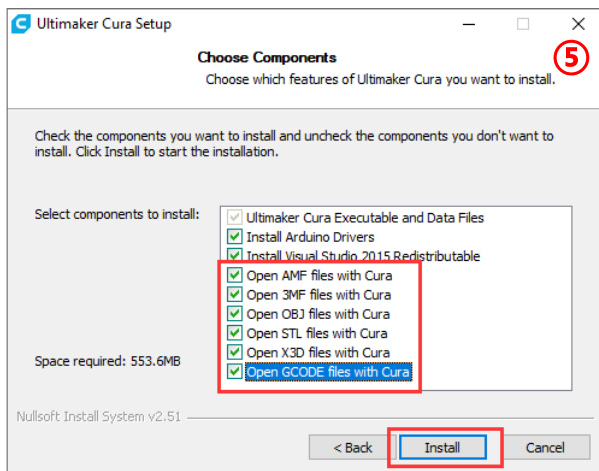 Ultimaker Cura Setup
Choose Components
Choose which features of Ultimaker Cura you want to install.
⑤
Check the components you want to install and uncheck the components you don't want to
install. Click Install to start the installation.
Select components to install:
Ultimaker Cura Executable and Data Files
Install Arduino Drivers
Install Visual Studio 2015 Redistributable
Open AMF files with Cura
Open 3MF files with Cura
Open OBJ files with Cura
Open STL files with Cura
Open X3D files with Cura
Open GCODE files with Cura
Space required: 553.6MB
Nullsoft Install System v2.51
< Back Install Cancel